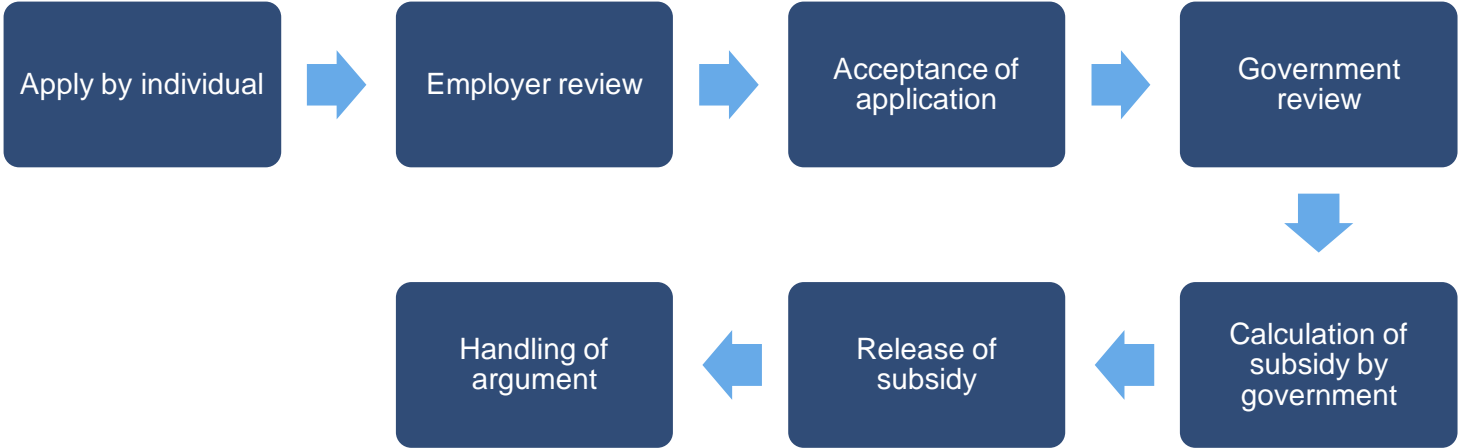 Apply by individual
Employer review
Acceptance of
application
Government
review
Calculation of
subsidy by
government
Release of
subsidy
Handling of
argument